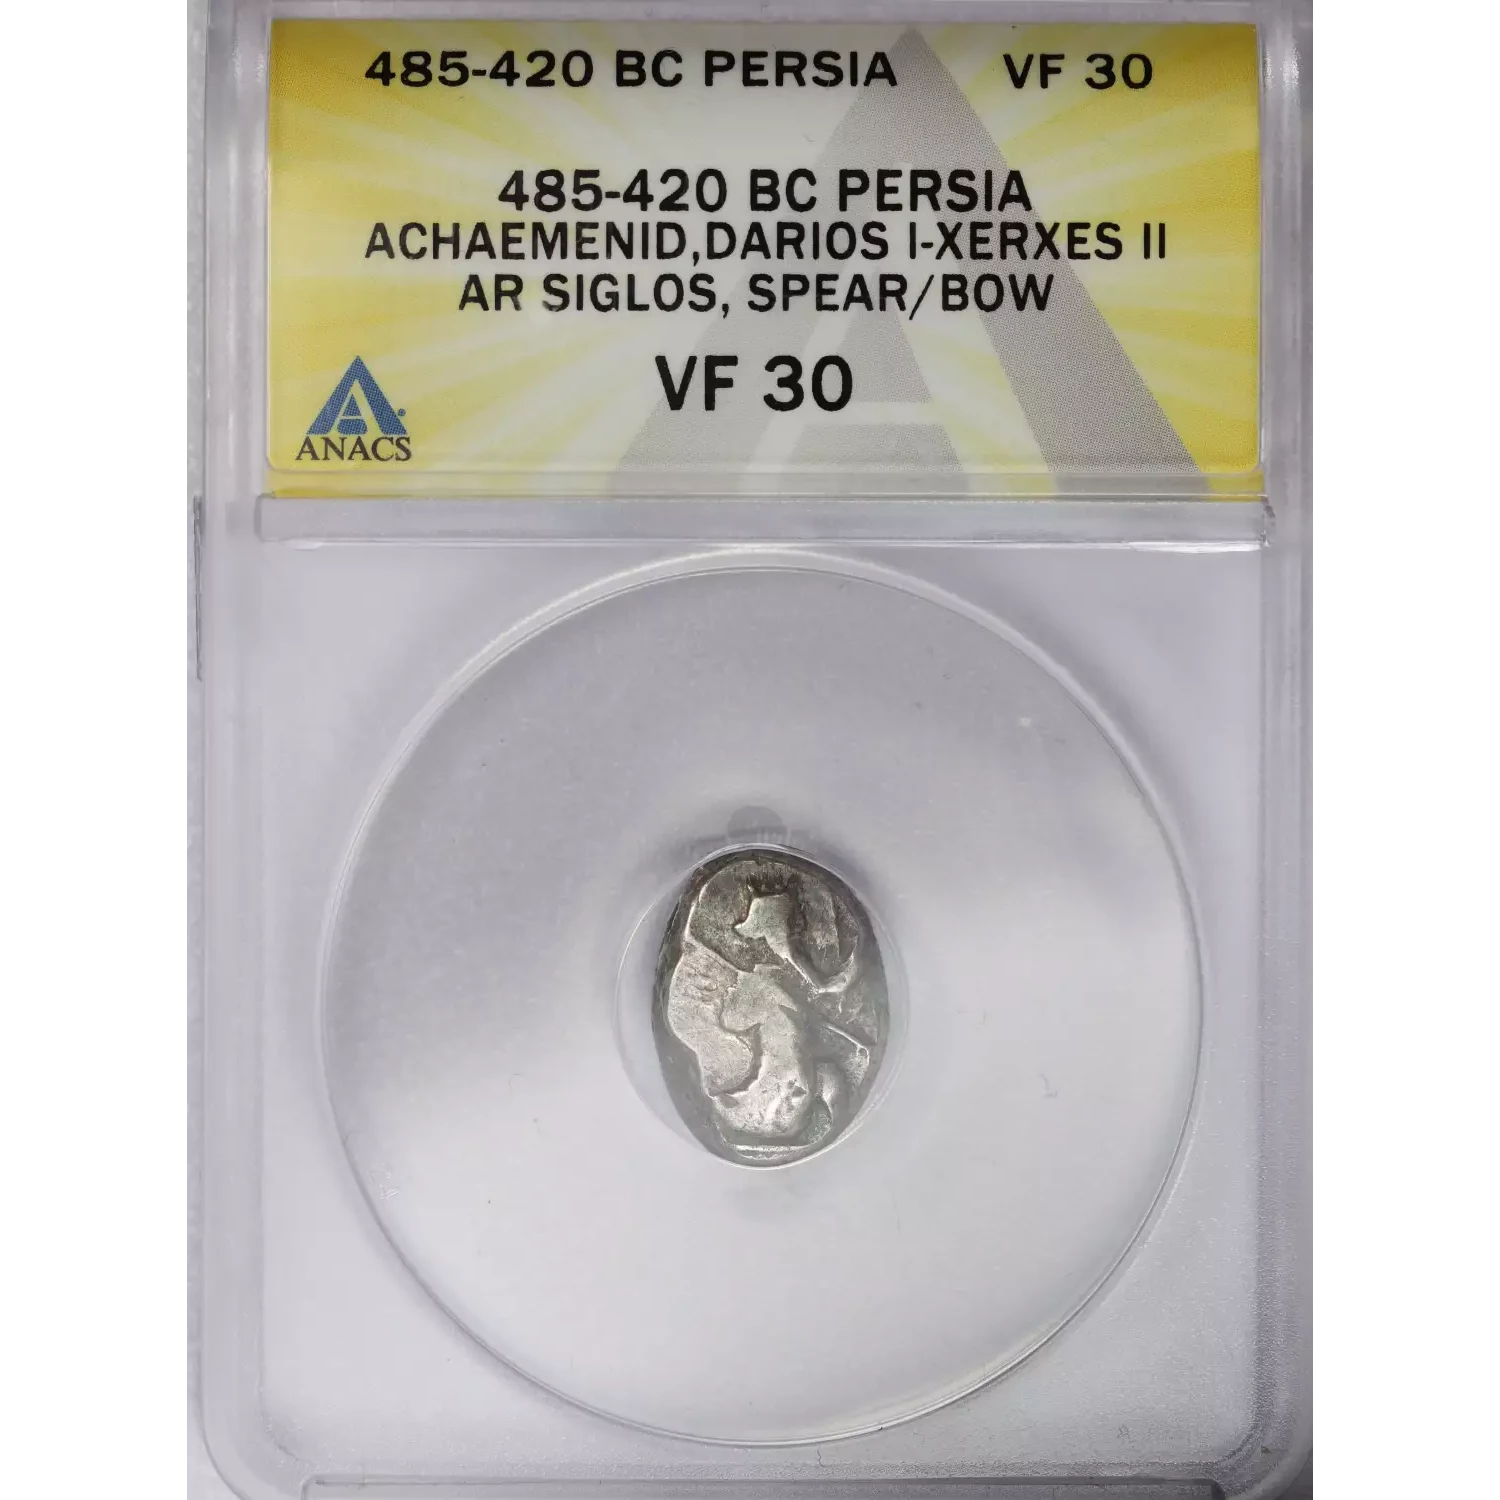 485-420 BC PERSIA VF 30
485-420 BC PERSIA
ACHAEMENID,DARIOS I-XERXES II
AR SIGLOS, SPEAR/BOW
VF 30
ANACS